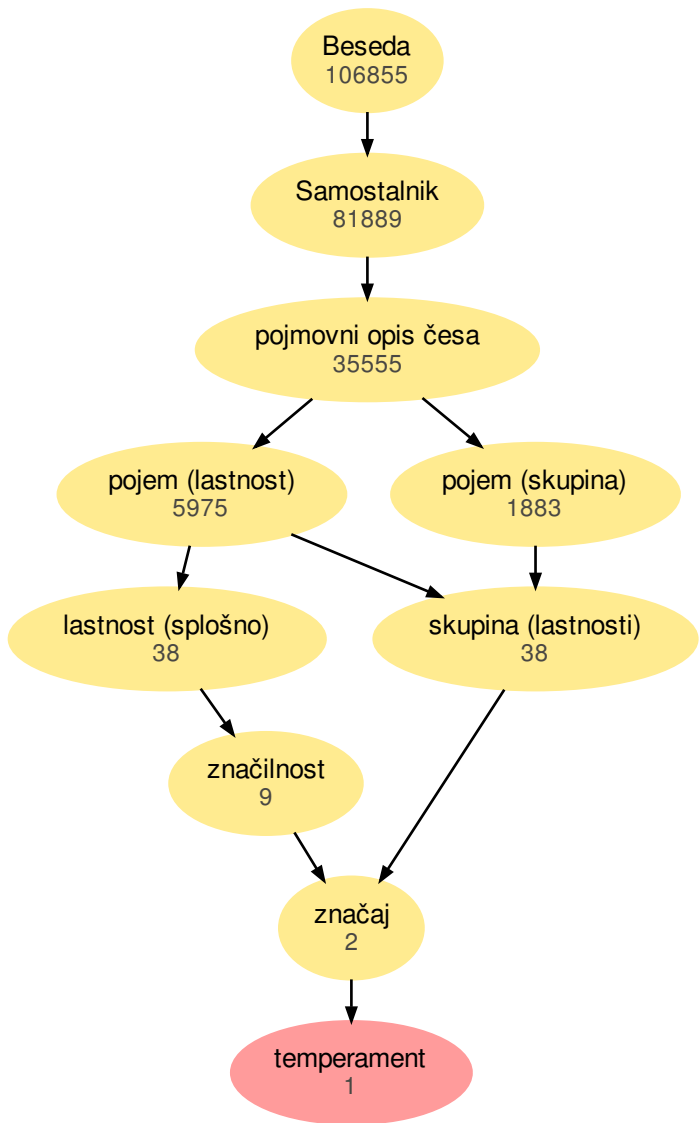 Beseda
106855
Samostalnik
81889
pojmovni opis česa
35555
pojem (lastnost)
5975
pojem (skupina)
1883
lastnost (splošno)
38
skupina (lastnosti)
38
značilnost
9
značaj
2
temperament
1